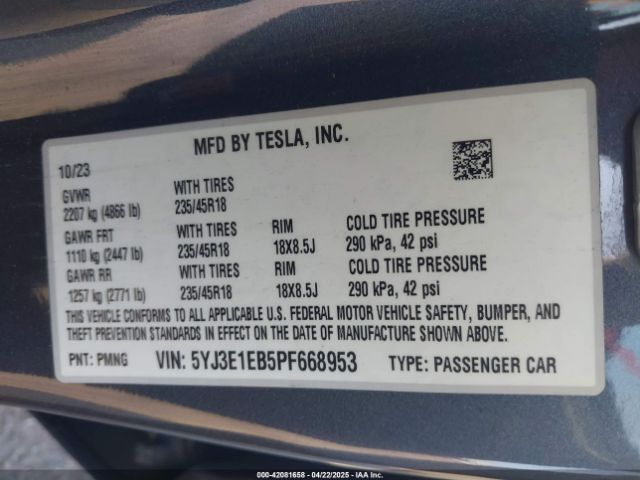 MFD BY TESLA, INC.
10/23
GVWR WITH TIRES
2207 kg (4866 lb) 235/45R18
GAWR FRT WITH TIRES RIM COLD TIRE PRESSURE
1110 kg (2447 lb) 235/45R18 18X8.5J 290 kPa, 42 psi
GAWR RR WITH TIRES RIM COLD TIRE PRESSURE
1257 kg (2771 lb) 235/45R18 18X8.5J 290 kPa, 42 psi
THIS VEHICLE CONFORMS TO ALL APPLICABLE U.S. FEDERAL MOTOR VEHICLE SAFETY, BUMPER, AND
THEFT PREVENTION STANDARDS IN EFFECT ON THE DATE OF MANUFACTURE SHOWN ABOVE.
PNT: PMNG VIN: 5YJ3E1EB5PF668953 TYPE: PASSENGER CAR
000-42081658 - 04/22/2025 - IAAI.com